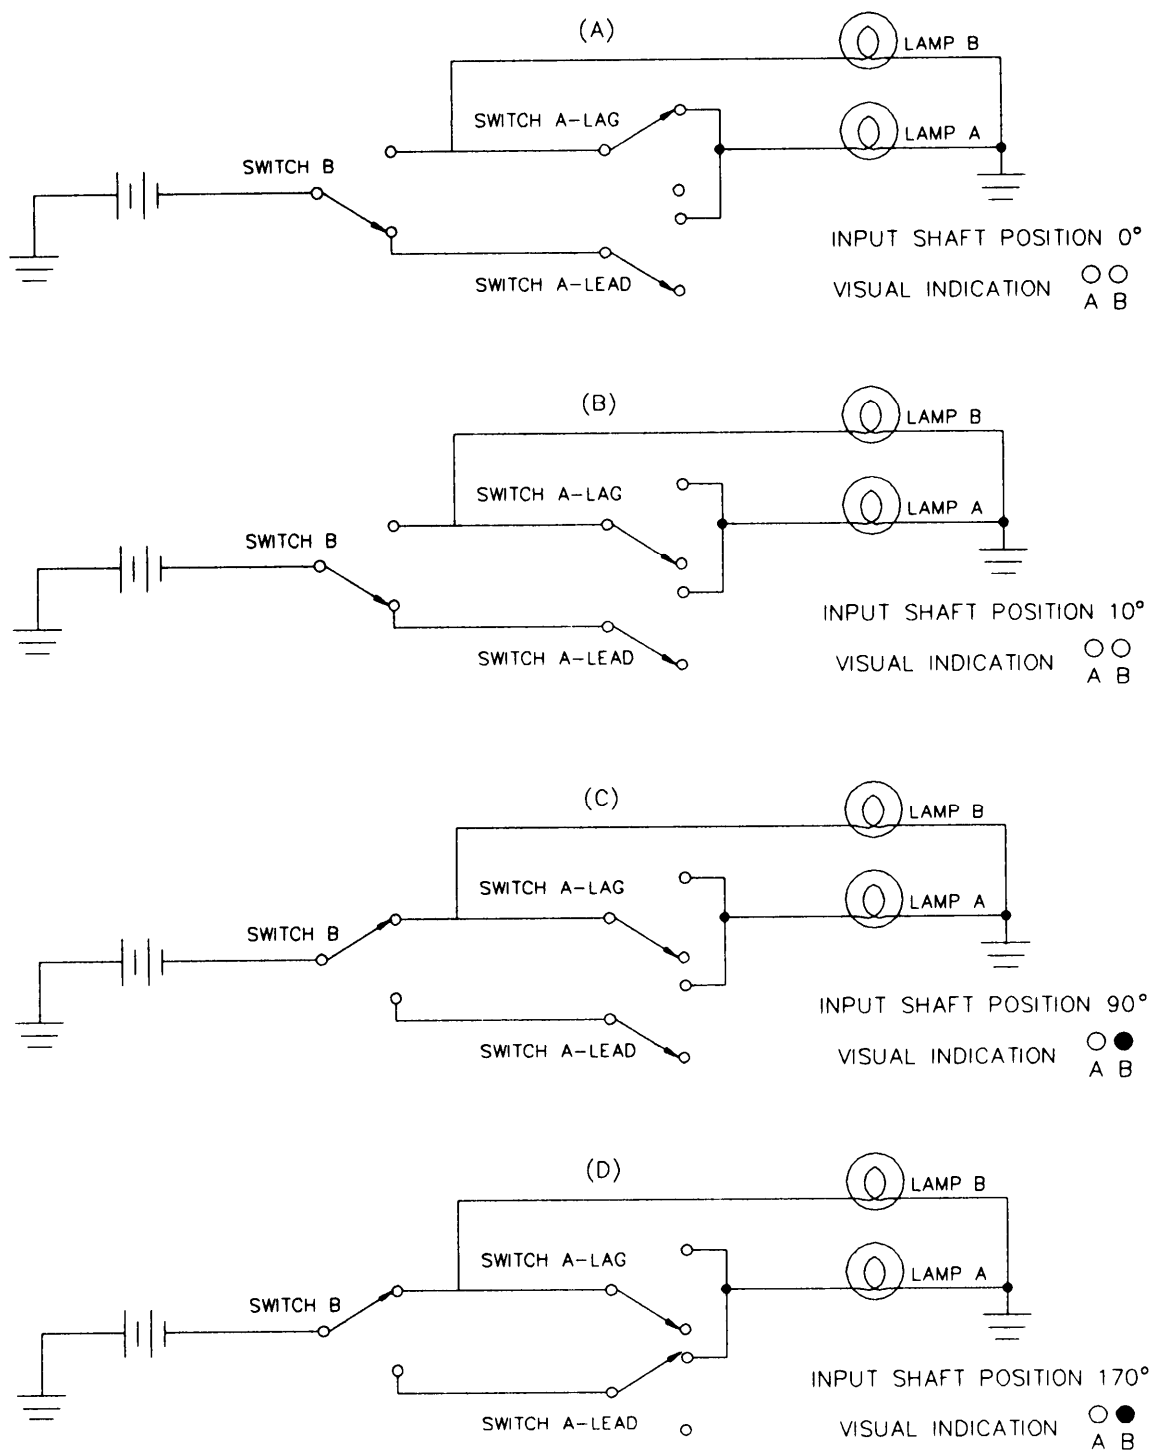 (A)
LAMP B
SWITCH A-LAG
LAMP A
SWITCH B
INPUT SHAFT POSITION 0°
SWITCH A-LEAD
VISUAL INDICATION
A B
(B)
LAMP B
SWITCH A-LAG
LAMP A
SWITCH B
INPUT SHAFT POSITION 10°
SWITCH A-LEAD
VISUAL INDICATION
A B
(C)
LAMP B
SWITCH A-LAG
LAMP A
SWITCH B
INPUT SHAFT POSITION 90°
SWITCH A-LEAD
VISUAL INDICATION
A B
(D)
LAMP B
SWITCH A-LAG
LAMP A
SWITCH B
INPUT SHAFT POSITION 170°
SWITCH A-LEAD
VISUAL INDICATION
A B